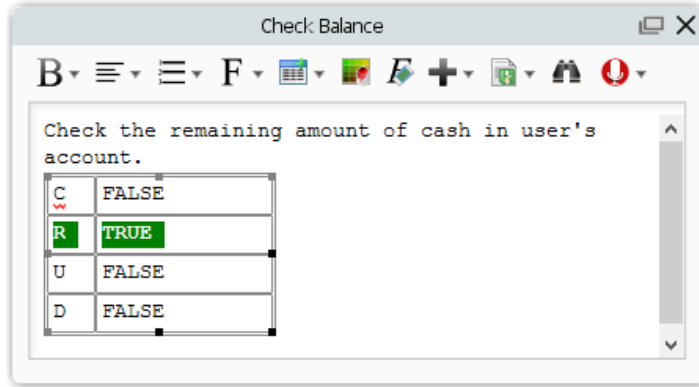 Check Balance
B F F
Check the remaining amount of cash in user's
account.
C FALSE
R TRUE
U FALSE
D FALSE